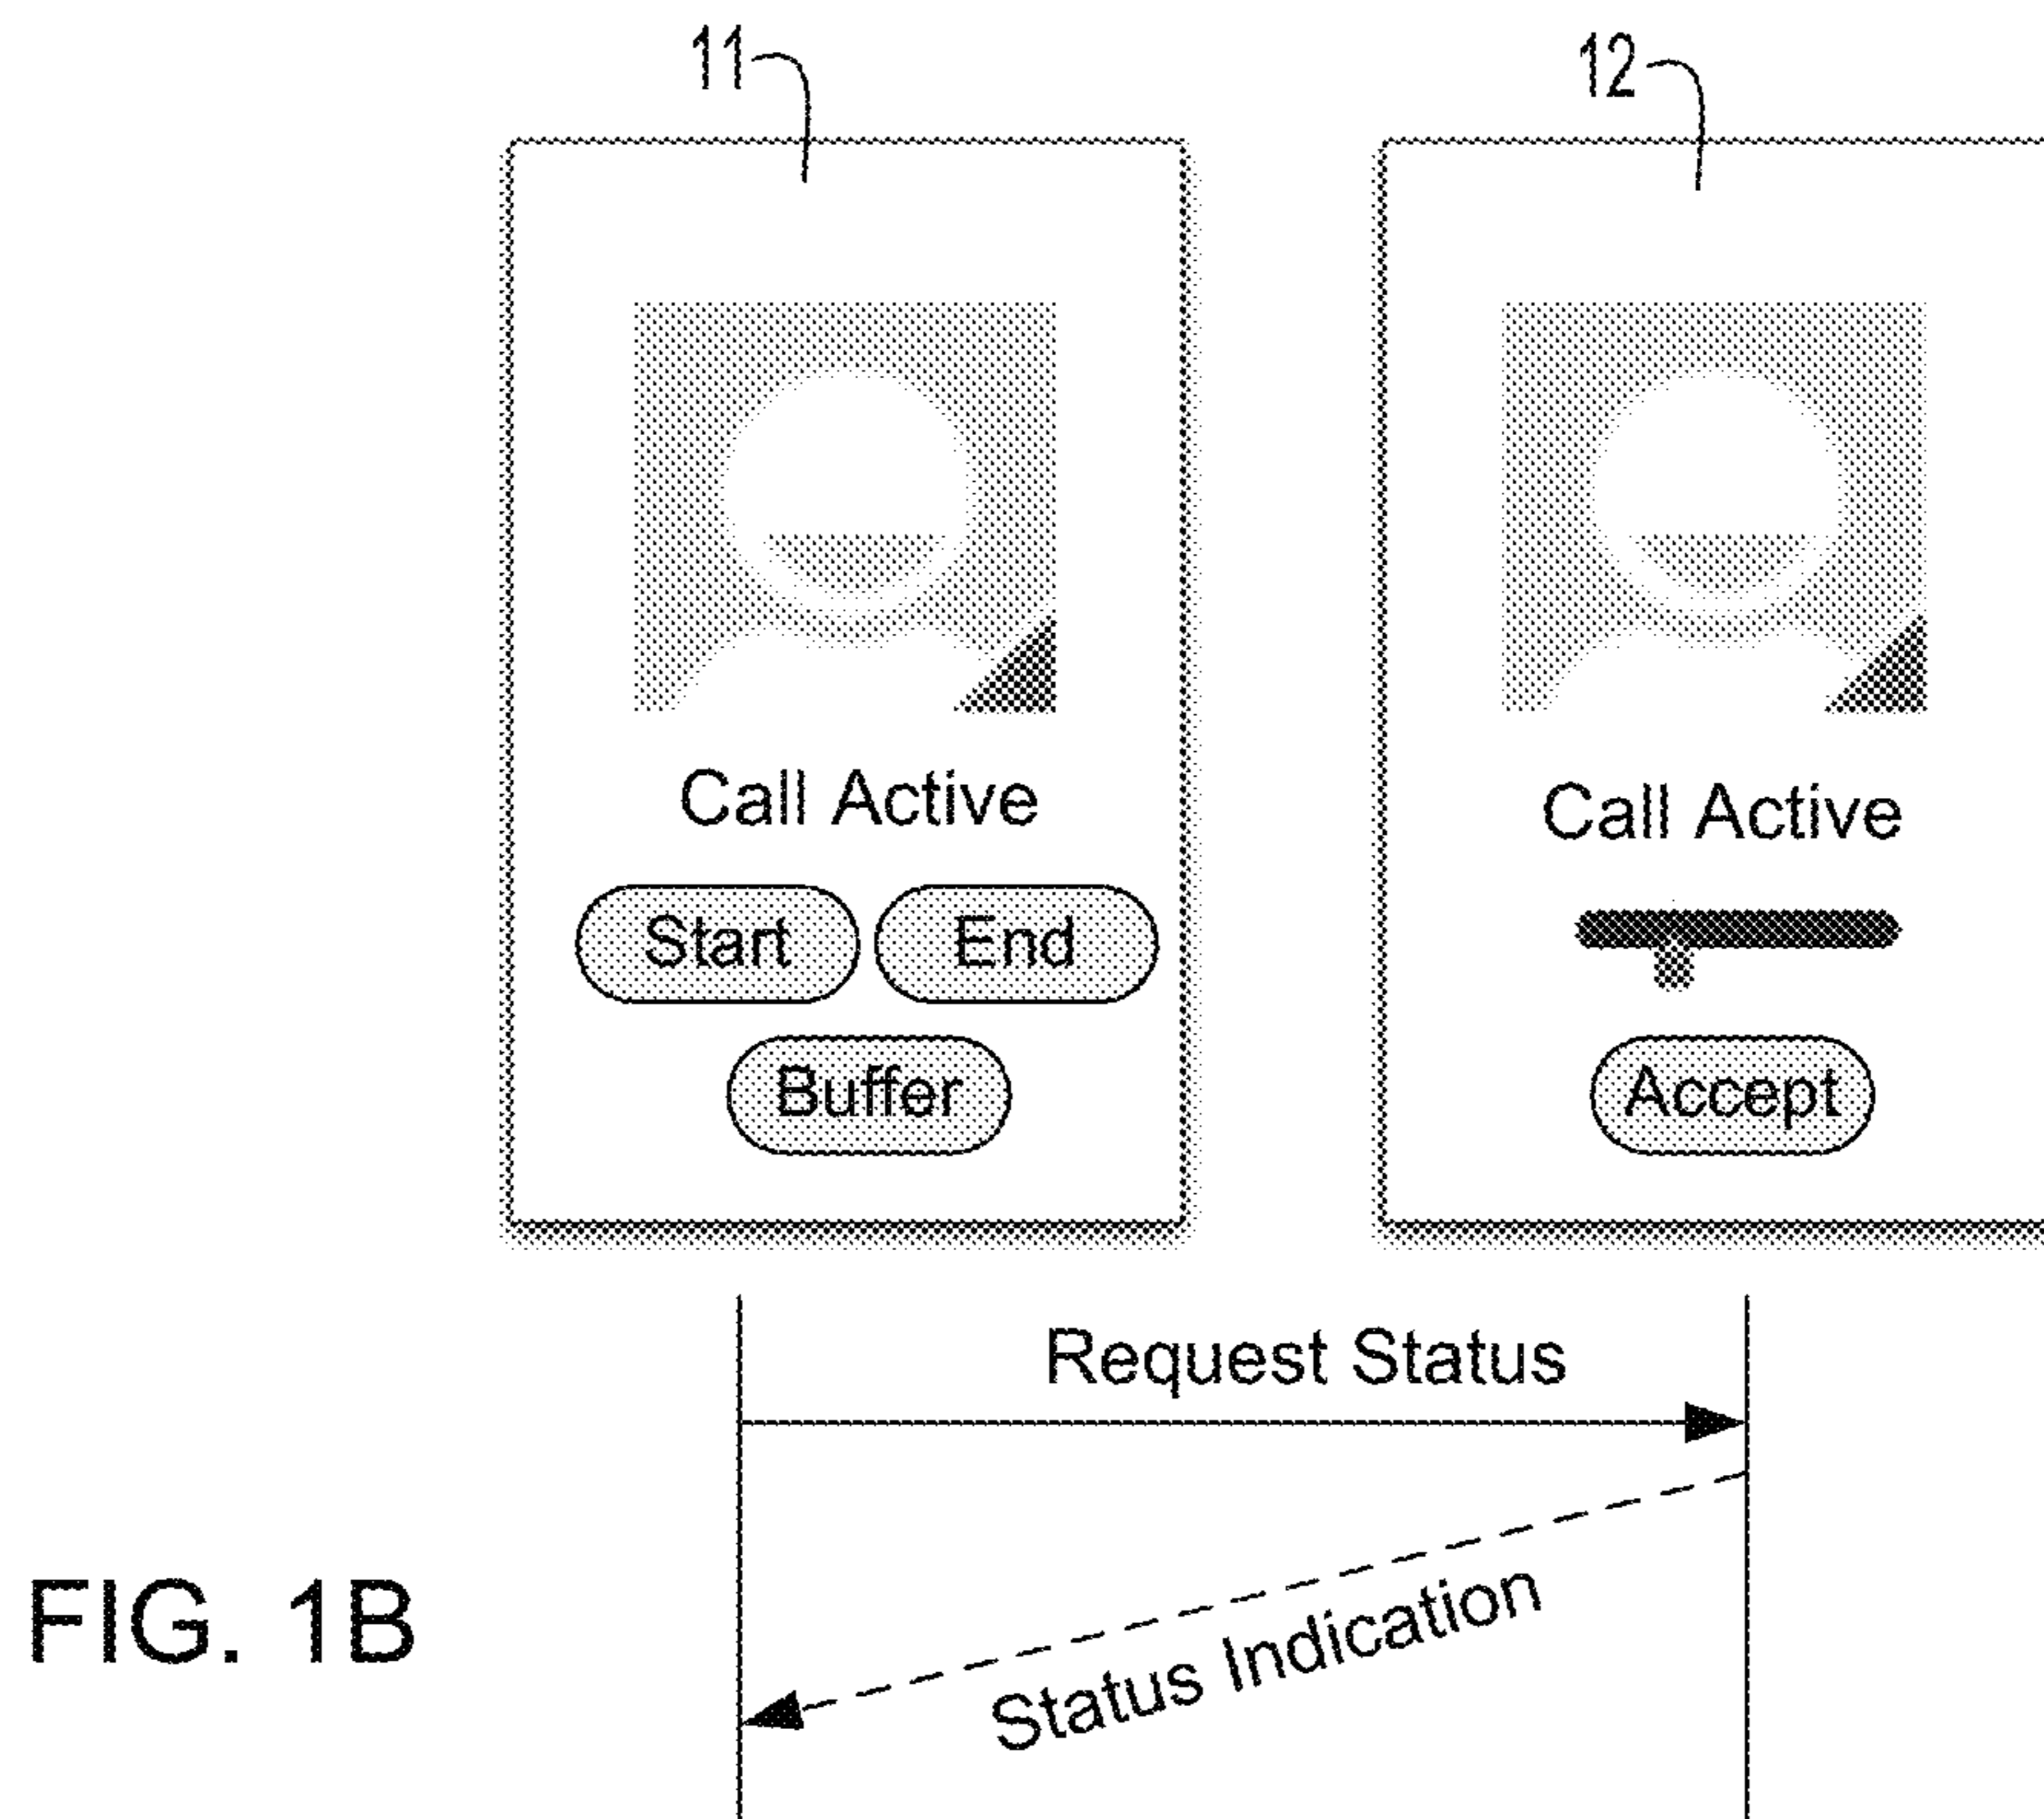 11
12
Call Active
Call Active
Start
End
Buffer
Accept
Request Status
Status Indication
FIG. 1B